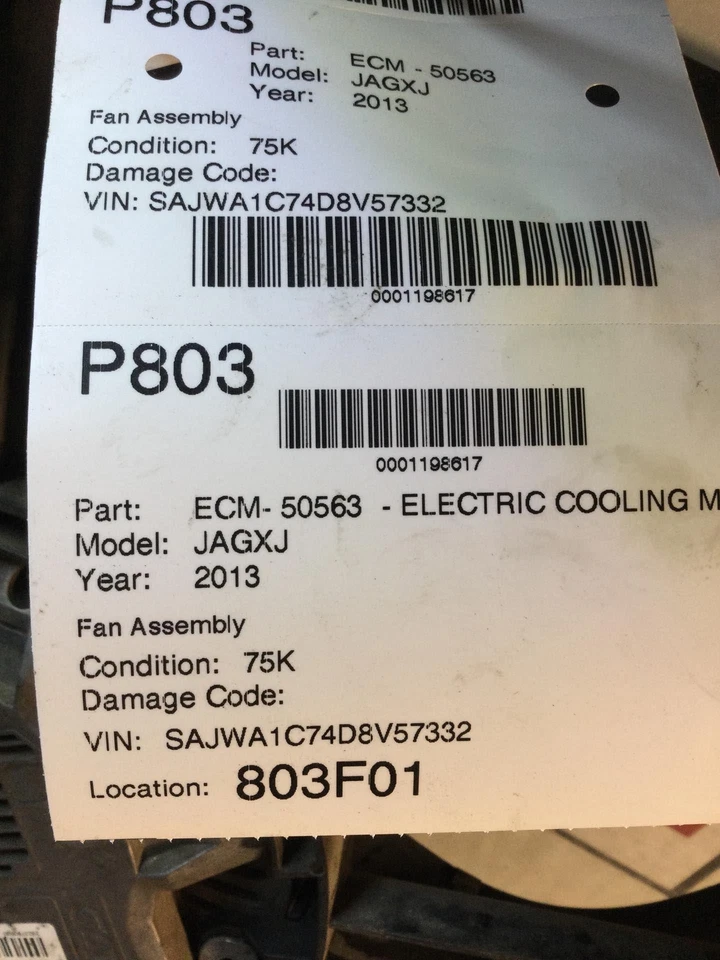 P803
Part: ECM - 50563
Model: JAGXJ
Year: 2013
Fan Assembly
Condition: 75K
Damage Code:
VIN: SAJWA1C74D8V57332
0001198617
P803
0001198617
Part: ECM- 50563 - ELECTRIC COOLING M
Model: JAGXJ
Year: 2013
Fan Assembly
Condition: 75K
Damage Code:
VIN: SAJWA1C74D8V57332
Location: 803F01